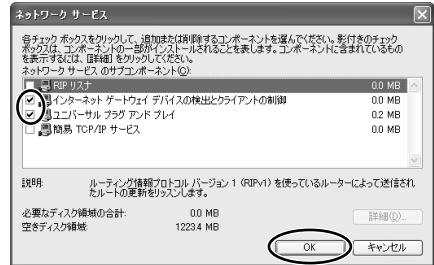 ネットワーク サービス
各チェック ボックスをクリックして、追加または削除するコンポーネントを選んでください。影付きのチェック
ボックスは、コンポーネントの一部がインストールされることを表します。コンポーネントに含まれているもの
を表示するには、[詳細] をクリックしてください。
ネットワーク サービス のサブコンポーネント(C):
RIP リスナ 0.0 MB
インターネット ゲートウェイ デバイスの検出とクライアントの制御 0.0 MB
ユニバーサル プラグ アンド プレイ 0.2 MB
簡易 TCP/IP サービス 0.0 MB
説明: ルーティング情報プロトコル バージョン 1 (RIPv1) を使っているルーターによって送信され
たルートの更新をリッスンします。
必要なディスク領域の合計: 0.0 MB
空きディスク領域: 1223.4 MB
詳細(D)...
OK キャンセル